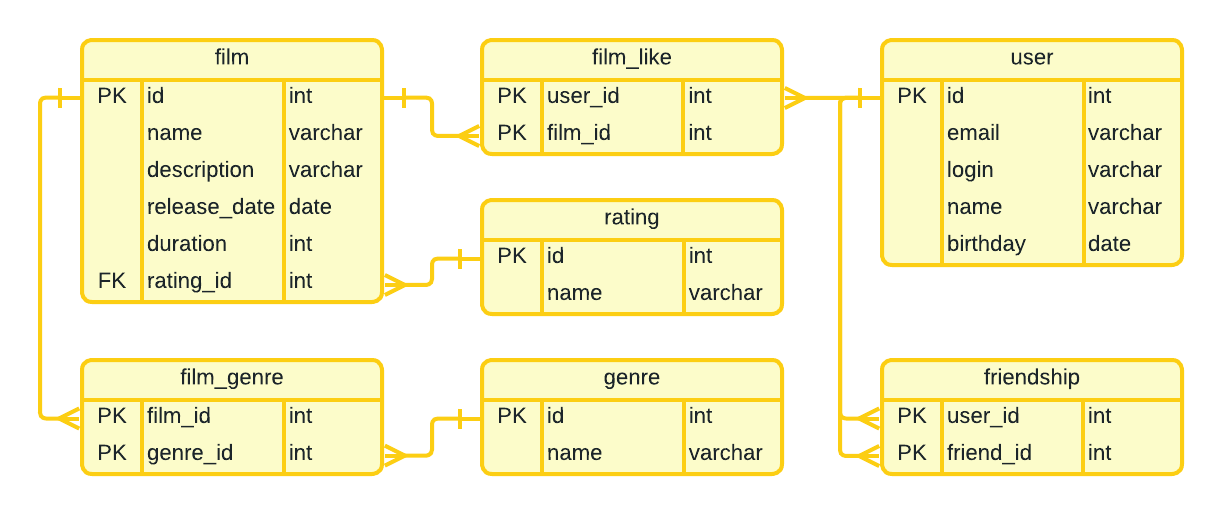 film
PK id int
name varchar
description varchar
release_date date
duration int
FK rating_id int
film_like
PK user_id int
PK film_id int
user
PK id int
email varchar
login varchar
name varchar
birthday date
rating
PK id int
name varchar
film_genre
PK film_id int
PK genre_id int
genre
PK id int
name varchar
friendship
PK user_id int
PK friend_id int